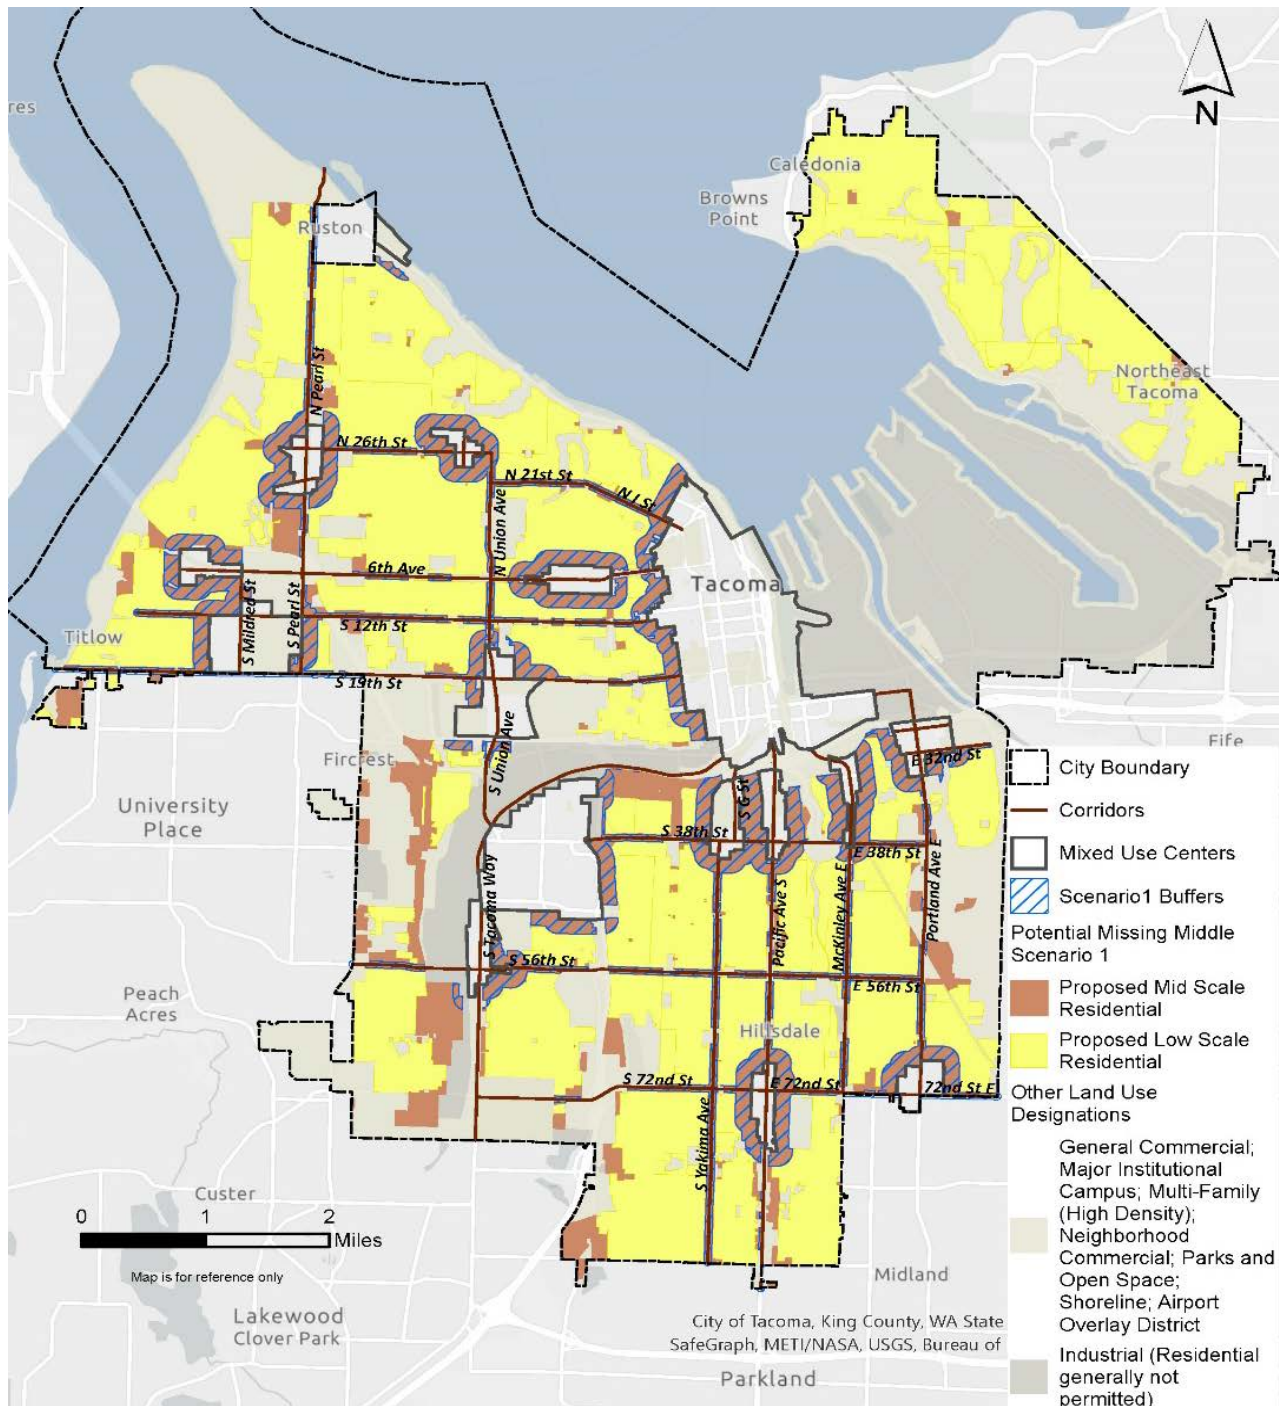 res
N
Caledonia
Browns
Point
Ruston
Northeast
Tacoma
N Pearl St
N 26th St
N 21st St
N I St
N Union Ave
6th Ave
Tacoma
S Mildred St
S Pearl St
S 12th St
Titlow
S 19th St
S Union Ave
Fircrest
Fife
E 32nd St
University
Place
S G St
S 38th St
E 38th St
S Tacoma Way
Pacific Ave S
McKinley Ave E
Portland Ave E
S 56th St
E 56th St
Peach
Acres
Hillsdale
S 72nd St
E 72nd St
72nd St E
S Yakima Ave
Custer
0 1 2
Miles
Map is for reference only
Midland
Lakewood
Clover Park
City of Tacoma, King County, WA State
SafeGraph, METI/NASA, USGS, Bureau of
Parkland
City Boundary
Corridors
Mixed Use Centers
Scenario1 Buffers
Potential Missing Middle
Scenario 1
Proposed Mid Scale
Residential
Proposed Low Scale
Residential
Other Land Use
Designations
General Commercial;
Major Institutional
Campus; Multi-Family
(High Density);
Neighborhood
Commercial; Parks and
Open Space;
Shoreline; Airport
Overlay District
Industrial (Residential
generally not
permitted)